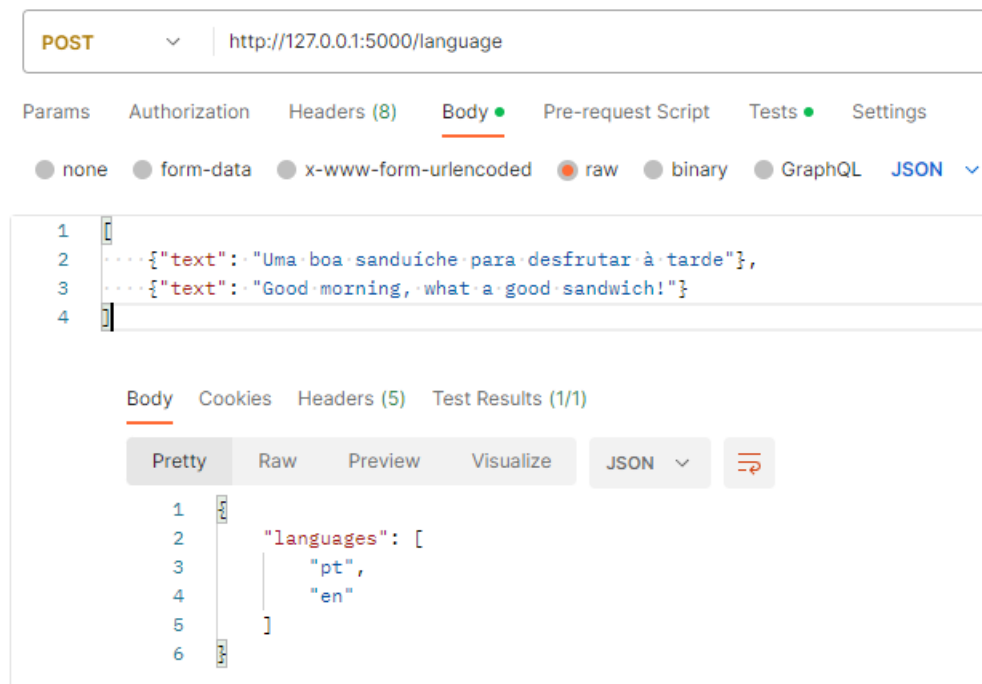 POST http://127.0.0.1:5000/language
Params Authorization Headers (8) Body Pre-request Script Tests Settings
none form-data x-www-form-urlencoded raw binary GraphQL JSON
1 [
2 {"text": "Uma boa sanduíche para desfrutar à tarde"},
3 {"text": "Good morning, what a good sandwich!"}
4 ]
Body Cookies Headers (5) Test Results (1/1)
Pretty Raw Preview Visualize JSON
1 {
2 "languages": [
3 "pt",
4 "en"
5 ]
6 }